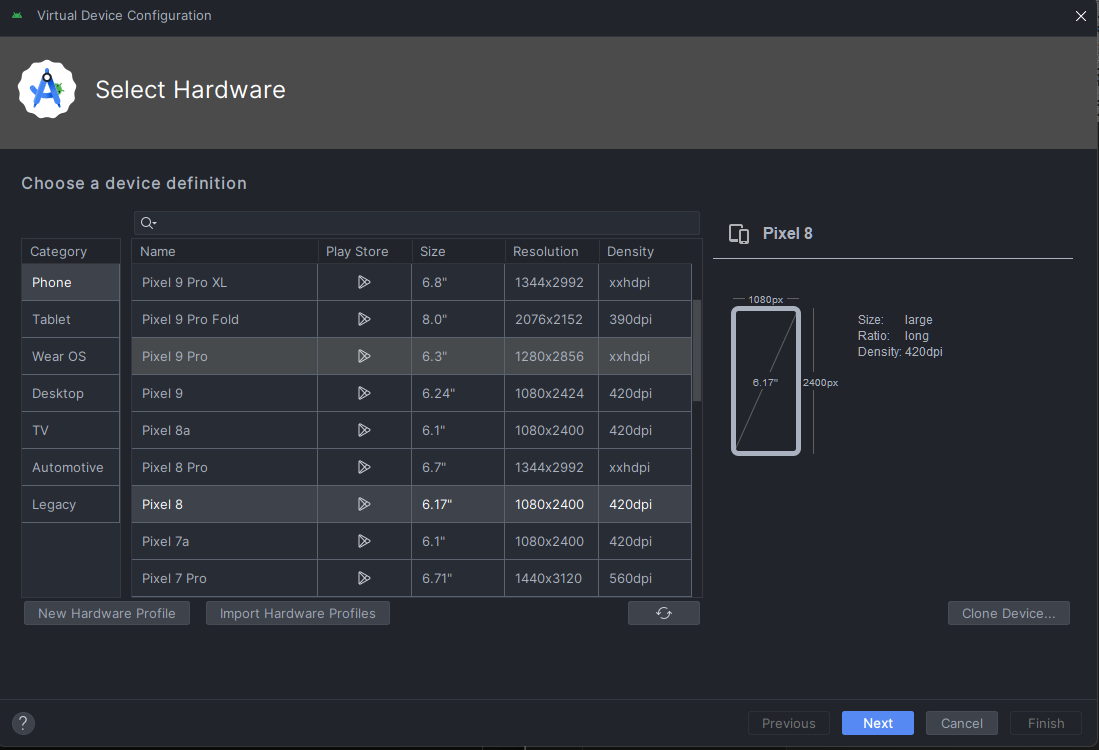 Virtual Device Configuration
Select Hardware
Choose a device definition
Category
Phone
Tablet
Wear OS
Desktop
TV
Automotive
Legacy
Name Play Store Size Resolution Density
Pixel 9 Pro XL 6.8" 1344x2992 xxhdpi
Pixel 9 Pro Fold 8.0" 2076x2152 390dpi
Pixel 9 Pro 6.3" 1280x2856 xxhdpi
Pixel 9 6.24" 1080x2424 420dpi
Pixel 8a 6.1" 1080x2400 420dpi
Pixel 8 Pro 6.7" 1344x2992 xxhdpi
Pixel 8 6.17" 1080x2400 420dpi
Pixel 7a 6.1" 1080x2400 420dpi
Pixel 7 Pro 6.71" 1440x3120 560dpi
Pixel 8
1080px
6.17"
2400px
Size: large
Ratio: long
Density: 420dpi
New Hardware Profile Import Hardware Profiles Clone Device...
? Previous Next Cancel Finish